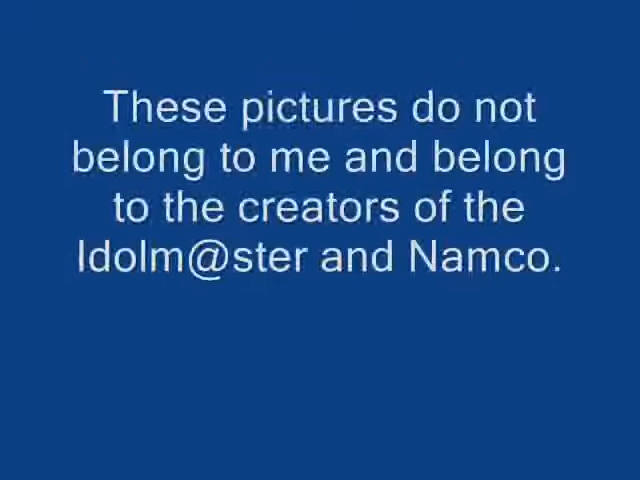 These pictures do not
belong to me and belong
to the creators of the
Idolm@ster and Namco.